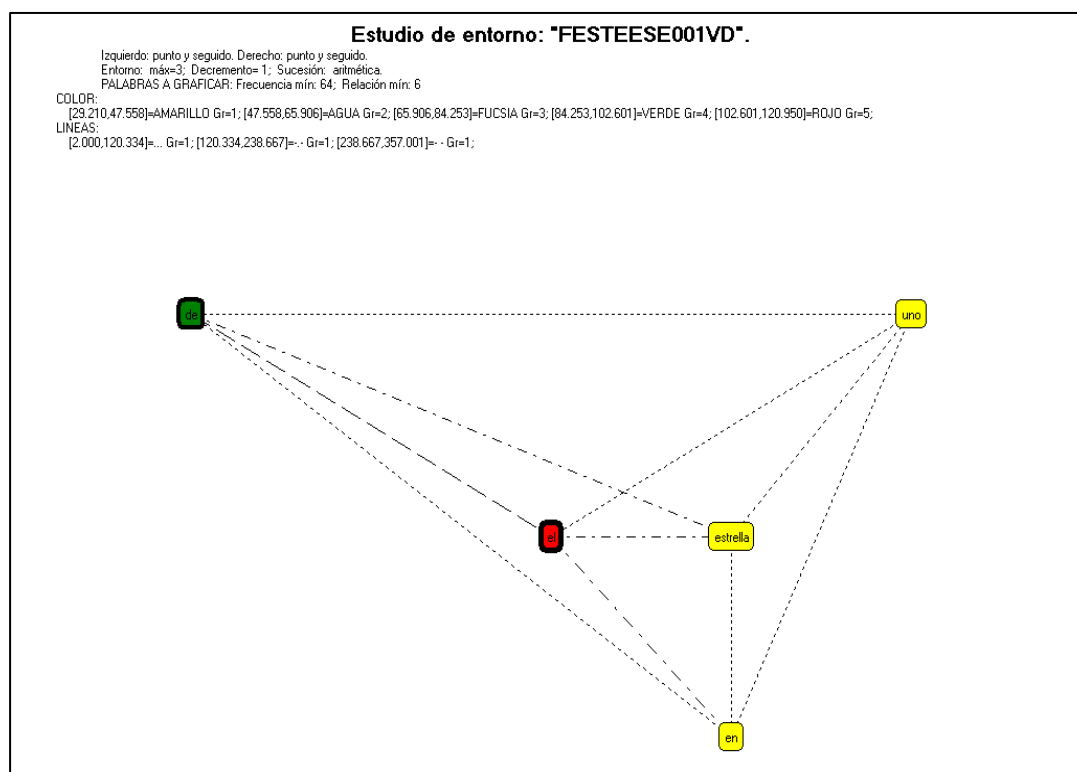 Estudio de entorno: "FESTEESE001VD".
Izquierdo: punto y seguido. Derecho: punto y seguido.
Entorno: máx=3; Decremento= 1; Sucesión: aritmética.
PALABRAS A GRAFICAR: Frecuencia mín: 64; Relación mín: 6
COLOR:
[29.210,47.558]=AMARILLO Gr=1; [47.558,65.906]=AGUA Gr=2; [65.906,84.253]=FUCSIA Gr=3; [84.253,102.601]=VERDE Gr=4; [102.601,120.950]=ROJO Gr=5;
LINEAS:
[2.000,120.334]=... Gr=1; [120.334,238.667]=-.- Gr=1; [238.667,357.001]=- - Gr=1;
de
uno
el
estrella
en